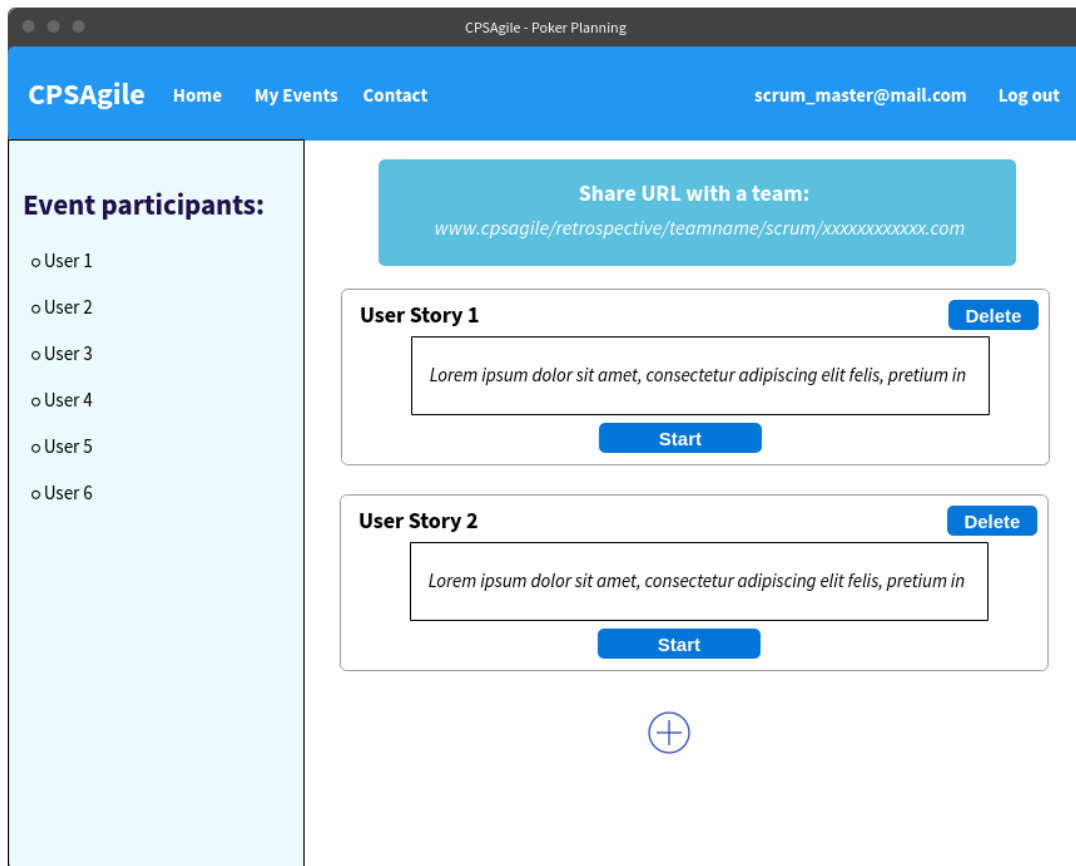 CPSAgile - Poker Planning
CPSAgile Home My Events Contact scrum_master@mail.com Log out
Event participants:
User 1
User 2
User 3
User 4
User 5
User 6
Share URL with a team:
www.cpsagile/retrospective/teamname/scrum/xxxxxxxxxxxx.com
User Story 1 Delete
Lorem ipsum dolor sit amet, consectetur adipiscing elit felis, pretium in
Start
User Story 2 Delete
Lorem ipsum dolor sit amet, consectetur adipiscing elit felis, pretium in
Start